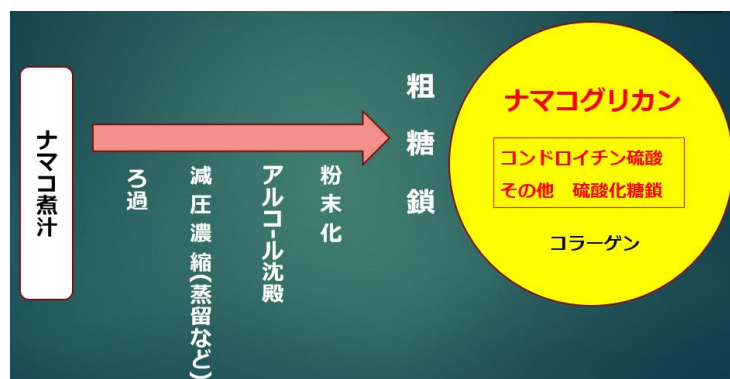 ナマコ煮汁
ろ過
減圧濃縮(蒸留など)
アルコール沈殿
粉末化
粗糖鎖
ナマコグリカン
コンドロイチン硫酸
その他　硫酸化糖鎖
コラーゲン